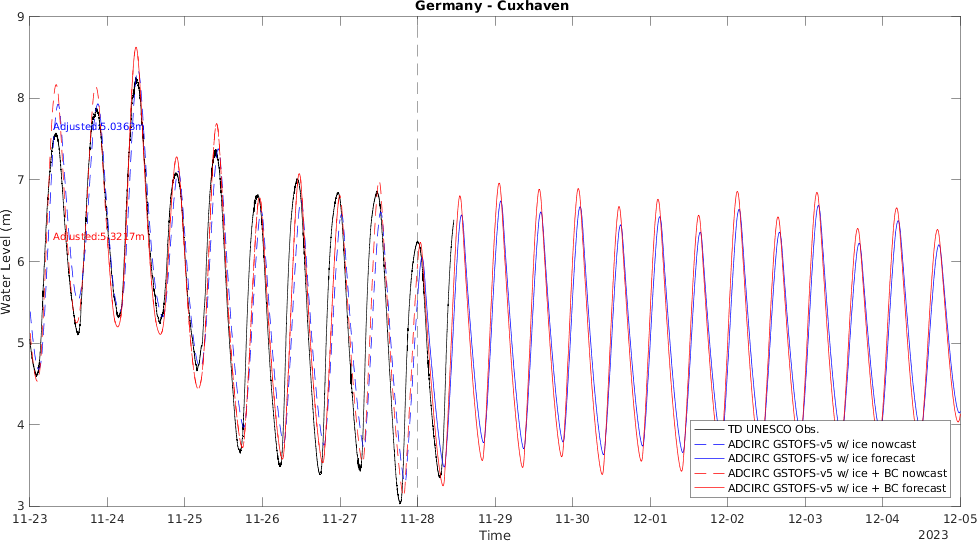 Germany - Cuxhaven
9
8
7
6
5
4
3
Water Level (m)
Adjusted:5.0363m
Adjusted:5.3217m
TD UNESCO Obs.
ADCIRC GSTOFS-v5 w/ ice nowcast
ADCIRC GSTOFS-v5 w/ ice forecast
ADCIRC GSTOFS-v5 w/ ice + BC nowcast
ADCIRC GSTOFS-v5 w/ ice + BC forecast
11-23 11-24 11-25 11-26 11-27 11-28 11-29 11-30 12-01 12-02 12-03 12-04 12-05
Time
2023